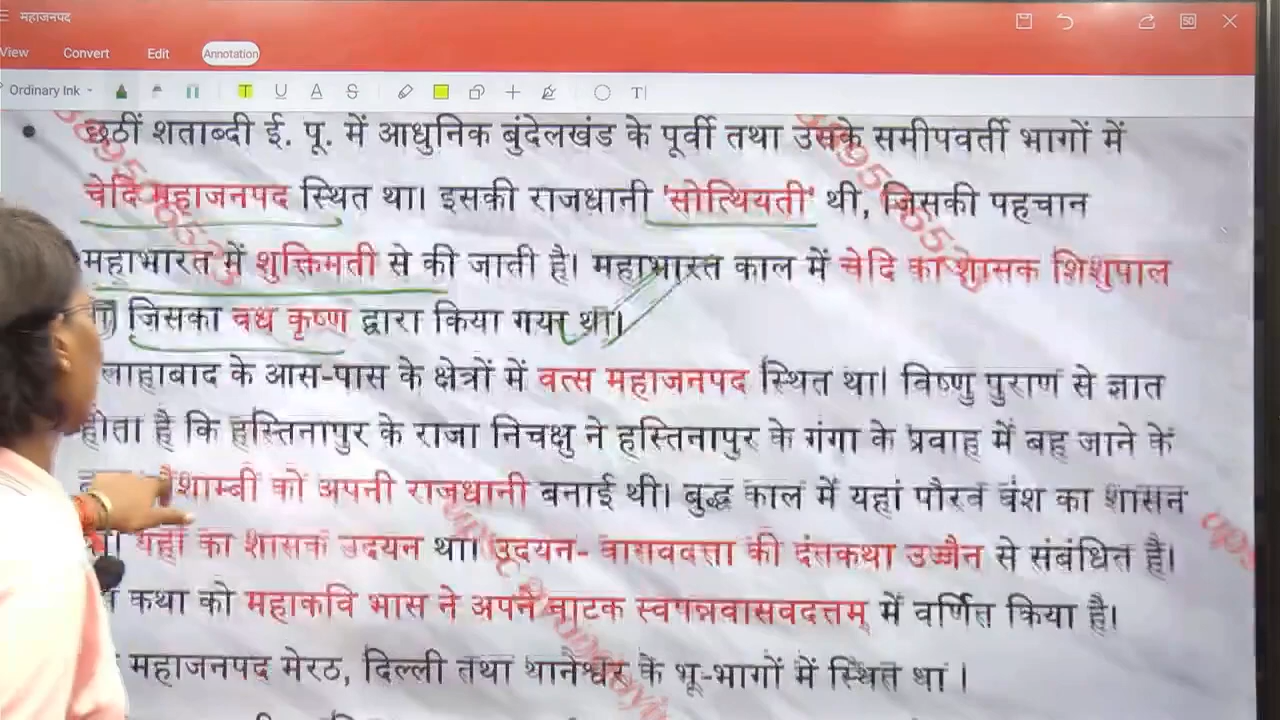 महाजनपद
View Convert Edit Annotation
Ordinary Ink
छठीं शताब्दी ई. पू. में आधुनिक बुंदेलखंड के पूर्वी तथा उसके समीपवर्ती भागों में
चेदि महाजनपद स्थित था। इसकी राजधानी 'सोत्थियती' थी, जिसकी पहचान
महाभारत में शुक्तिमती से की जाती है। महाभारत काल में चेदि का शासक शिशुपाल
जिसका वध कृष्ण द्वारा किया गया था।
लाहाबाद के आस-पास के क्षेत्रों में वत्स महाजनपद स्थित था। विष्णु पुराण से ज्ञात
होता है कि हस्तिनापुर के राजा निचक्षु ने हस्तिनापुर के गंगा के प्रवाह में बह जाने के
शाम्बी को अपनी राजधानी बनाई थी। बुद्ध काल में यहां पौरव वंश का शासन
यहां का शासक उदयन था। उदयन- वासवदत्ता की दंतकथा उज्जैन से संबंधित है।
कथा को महाकवि भास ने अपने नाटक स्वपन्नवासवदत्तम् में वर्णित किया है।
महाजनपद मेरठ, दिल्ली तथा थानेश्वर के भू-भागों में स्थित था ।